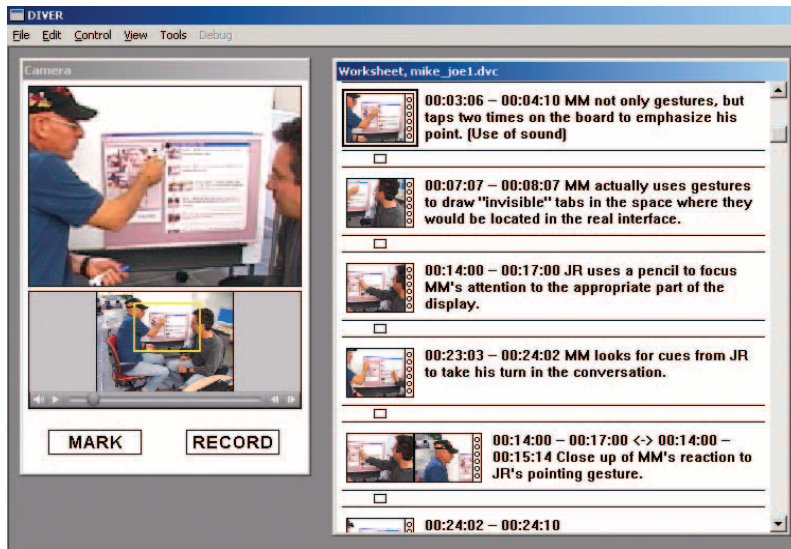 DIVER
File Edit Control View Tools Debug
Camera
MARK
RECORD
Worksheet, mike_joe1.dvc
00:03:06 – 00:04:10 MM not only gestures, but
taps two times on the board to emphasize his
point. (Use of sound)
00:07:07 – 00:08:07 MM actually uses gestures
to draw "invisible" tabs in the space where they
would be located in the real interface.
00:14:00 – 00:17:00 JR uses a pencil to focus
MM's attention to the appropriate part of the
display.
00:23:03 – 00:24:02 MM looks for cues from JR
to take his turn in the conversation.
00:14:00 – 00:17:00 <-> 00:14:00 –
00:15:14 Close up of MM's reaction to
JR's pointing gesture.
00:24:02 – 00:24:10